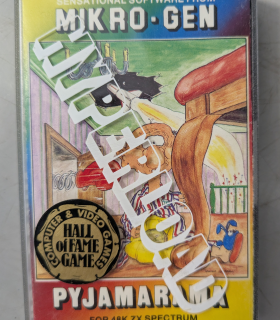 SENSATIONAL SOFTWARE FROM
MIKRO-GEN
COMPUTER & VIDEO GAMES
HALL
of FAME
GAME
PYJAMARAMA
FOR 48K ZX SPECTRUM